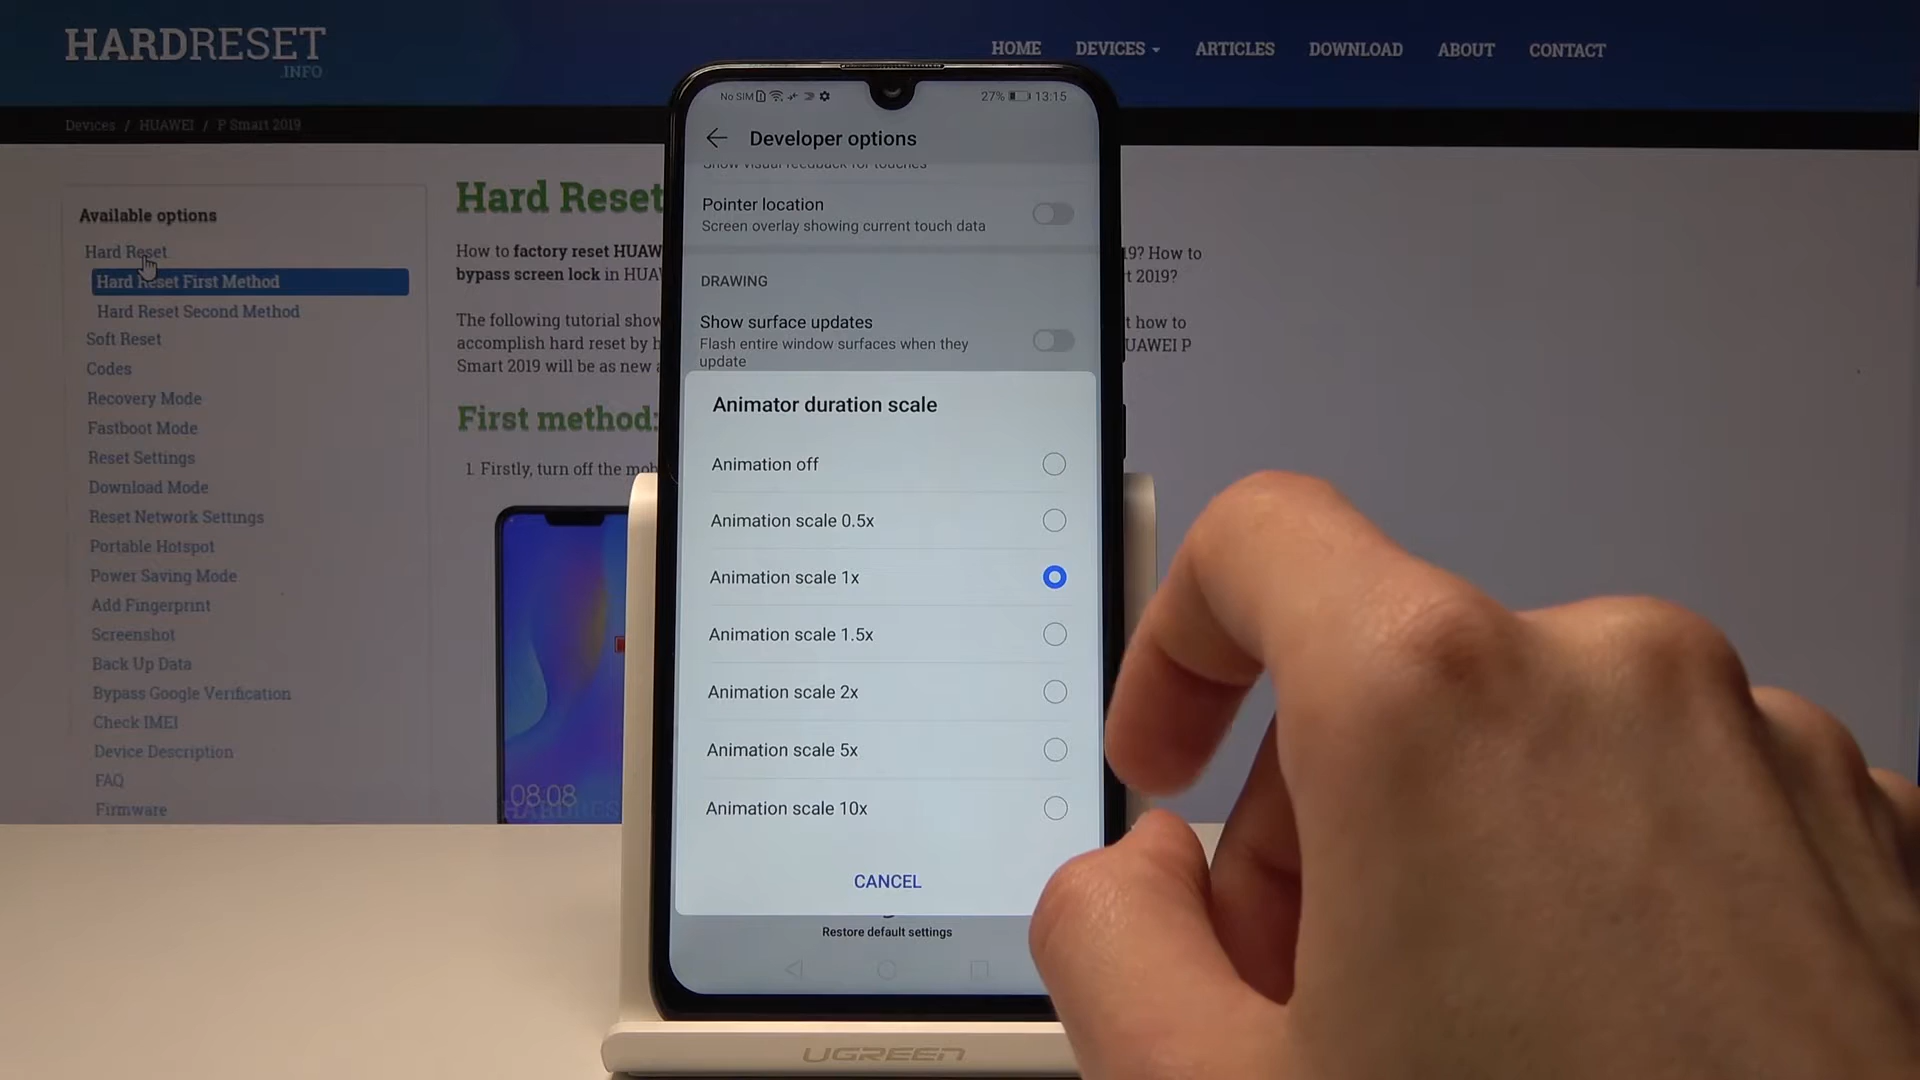 HARDRESET
.INFO
HOME DEVICES ARTICLES DOWNLOAD ABOUT CONTACT
Devices / HUAWEI / P Smart 2019
Available options
Hard Reset
Hard Reset First Method
Hard Reset Second Method
Soft Reset
Codes
Recovery Mode
Fastboot Mode
Reset Settings
Download Mode
Reset Network Settings
Portable Hotspot
Power Saving Mode
Add Fingerprint
Screenshot
Back Up Data
Bypass Google Verification
Check IMEI
Device Description
FAQ
Firmware
Hard Reset
How to factory reset HUAW
19? How to
bypass screen lock in HUA
t 2019?
The following tutorial show
t how to
accomplish hard reset by h
UAWEI P
Smart 2019 will be as new a
First method:
1. Firstly, turn off the mob
08:08
No SIM 27% 13:15
Developer options
Show visual feedback for touches
Pointer location
Screen overlay showing current touch data
DRAWING
Show surface updates
Flash entire window surfaces when they
update
Animator duration scale
Animation off
Animation scale 0.5x
Animation scale 1x
Animation scale 1.5x
Animation scale 2x
Animation scale 5x
Animation scale 10x
CANCEL
Restore default settings
UGREEN